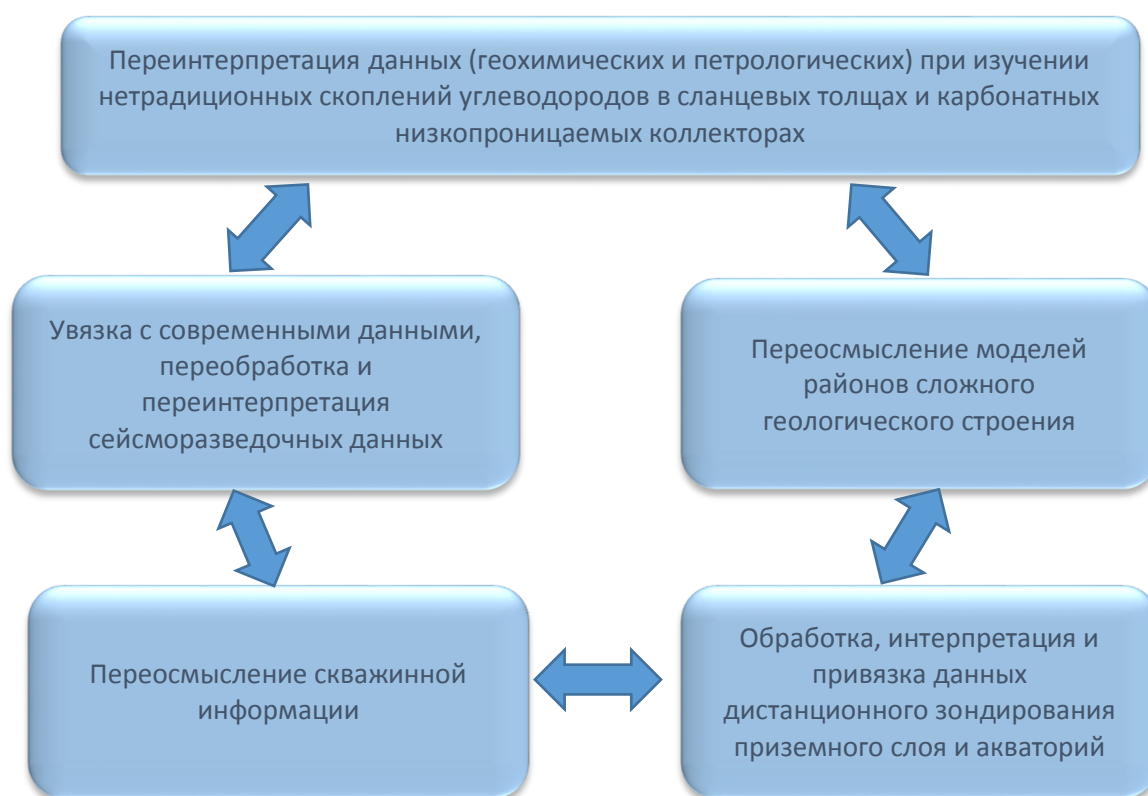 Переинтерпретация данных (геохимических и петрологических) при изучении
нетрадиционных скоплений углеводородов в сланцевых толщах и карбонатных
низкопроницаемых коллекторах
Увязка с современными данными,
переобработка и
переинтерпретация
сейсморазведочных данных
Переосмысление моделей
районов сложного
геологического строения
Переосмысление скважинной
информации
Обработка, интерпретация и
привязка данных
дистанционного зондирования
приземного слоя и акваторий